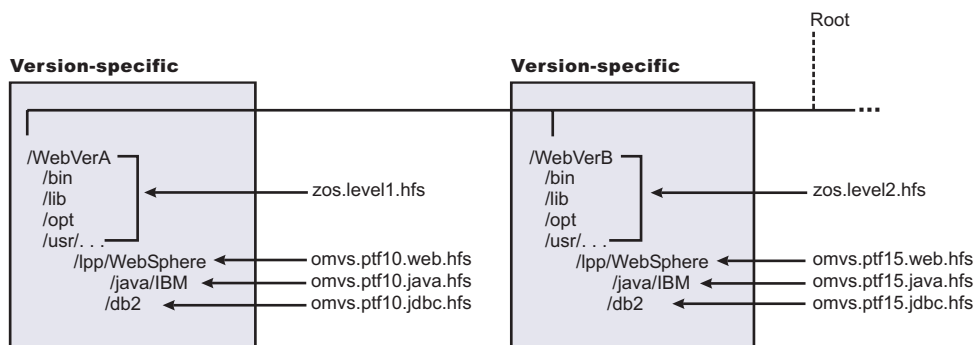 Root
Version-specific
Version-specific
...
/WebVerA
/bin
/lib
/opt
/usr/. . .
/lpp/WebSphere
/java/IBM
/db2
zos.level1.hfs
omvs.ptf10.web.hfs
omvs.ptf10.java.hfs
omvs.ptf10.jdbc.hfs
/WebVerB
/bin
/lib
/opt
/usr/. . .
/lpp/WebSphere
/java/IBM
/db2
zos.level2.hfs
omvs.ptf15.web.hfs
omvs.ptf15.java.hfs
omvs.ptf15.jdbc.hfs